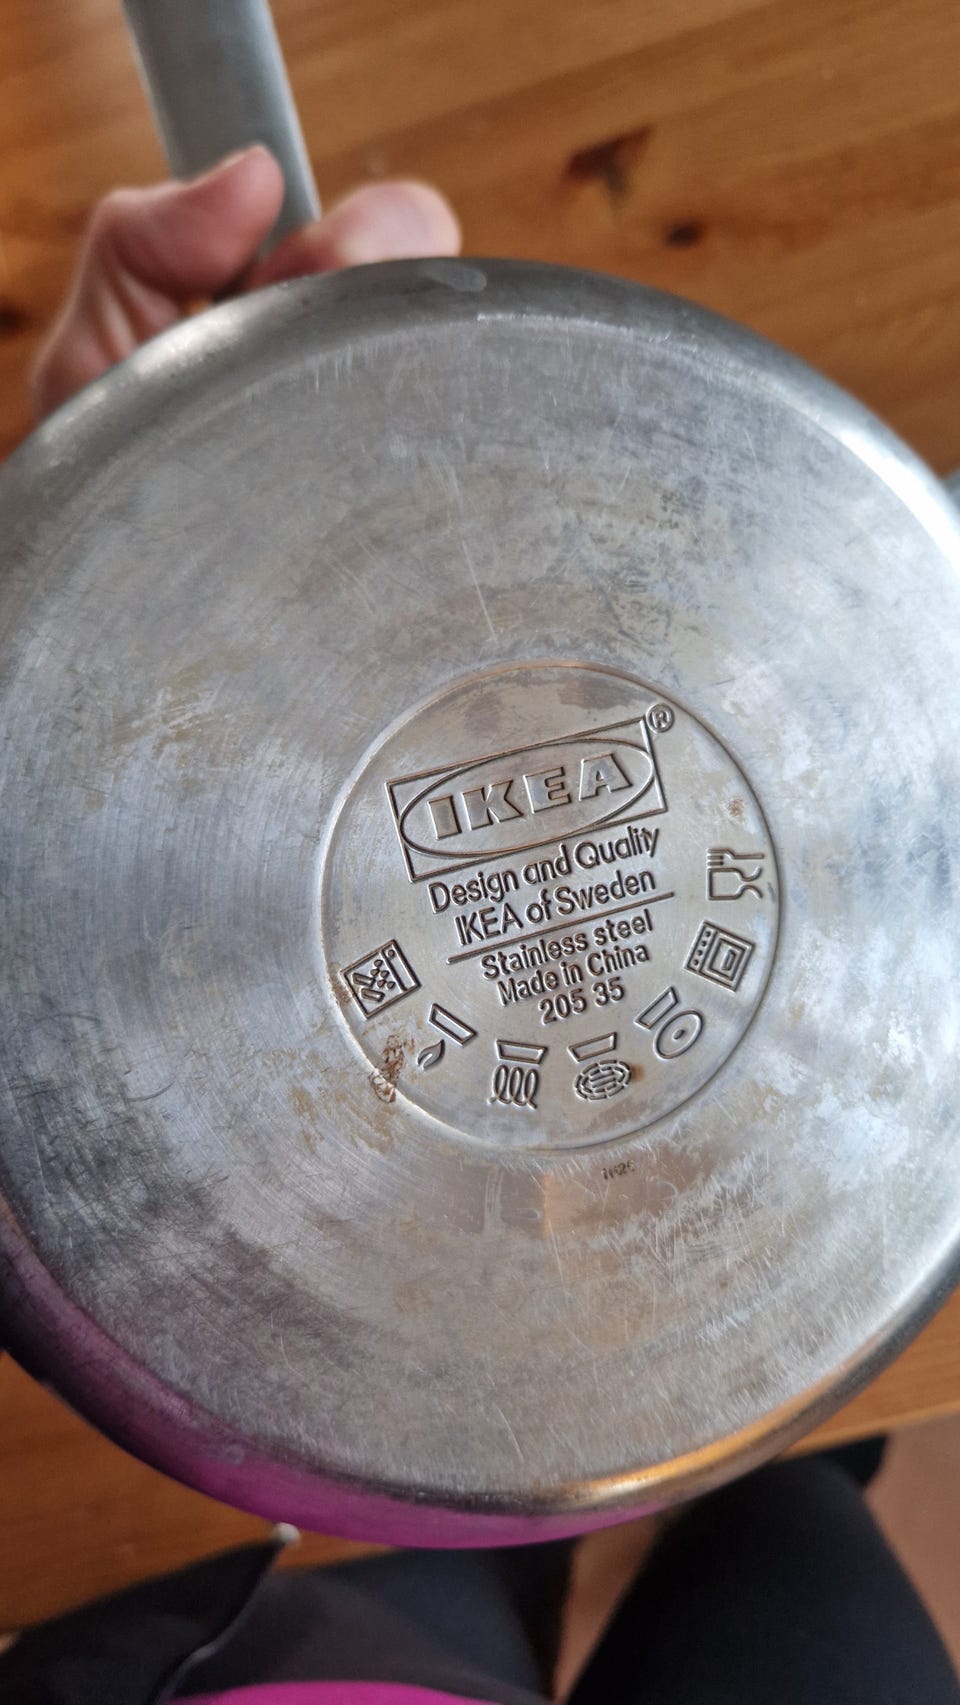 IKEA®
Design and Quality
IKEA of Sweden
Stainless steel
Made in China
205 35